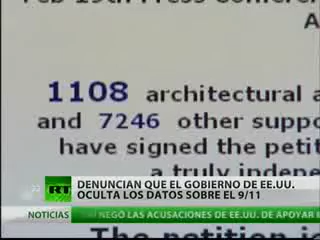 Feb 19th Press Conference
1108 architectural a
and 7246 other suppo
have signed the petit
a truly indepe
RT
DENUNCIAN QUE EL GOBIERNO DE EE.UU.
OCULTA LOS DATOS SOBRE EL 9/11
NOTICIAS
NEGÓ LAS ACUSACIONES DE EE.UU. DE APOYAR
The petition i